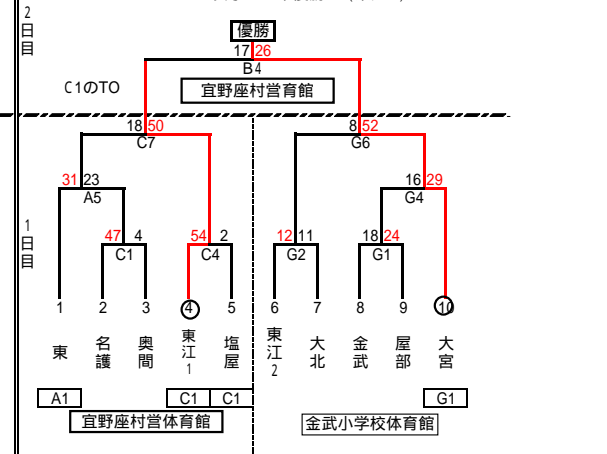 2日目
優勝
17 26
B4
C1のTO
宜野座村営体育館
18 50
C7
8 52
G6
31 23
A5
16 29
G4
1日目
47 4
C1
54 2
C4
12 11
G2
18 24
G1
1 2 3 4 5 6 7 8 9 10
東
名護
奥間
東江1
塩屋
東江2
大北
金武
屋部
大宮
A1 C1 C1 G1
宜野座村営体育館
金武小学校体育館